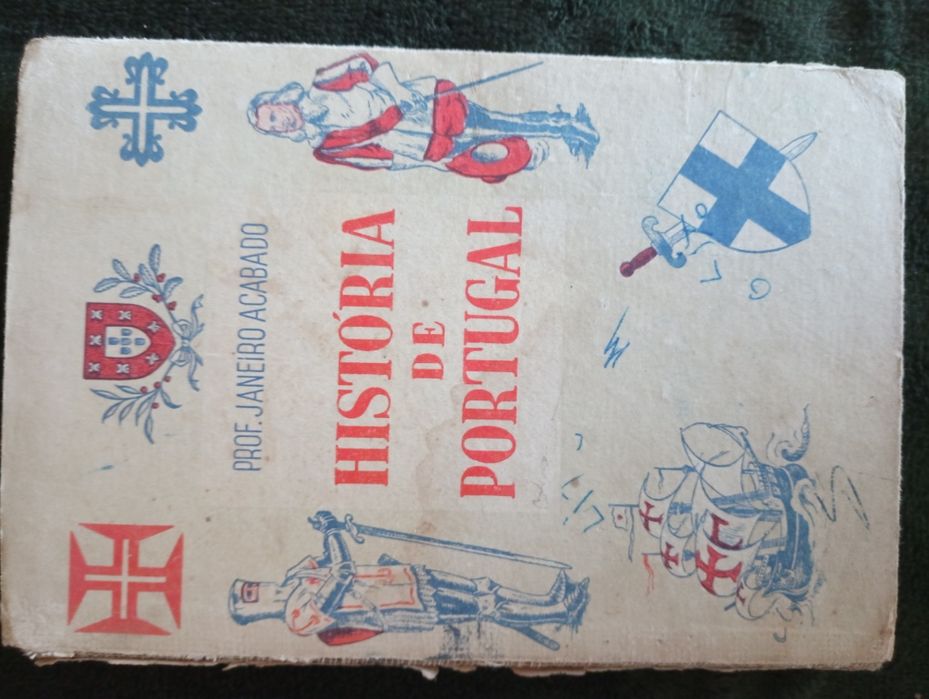 PROF. JANEIRO ACABADO
HISTÓRIA
DE
PORTUGAL